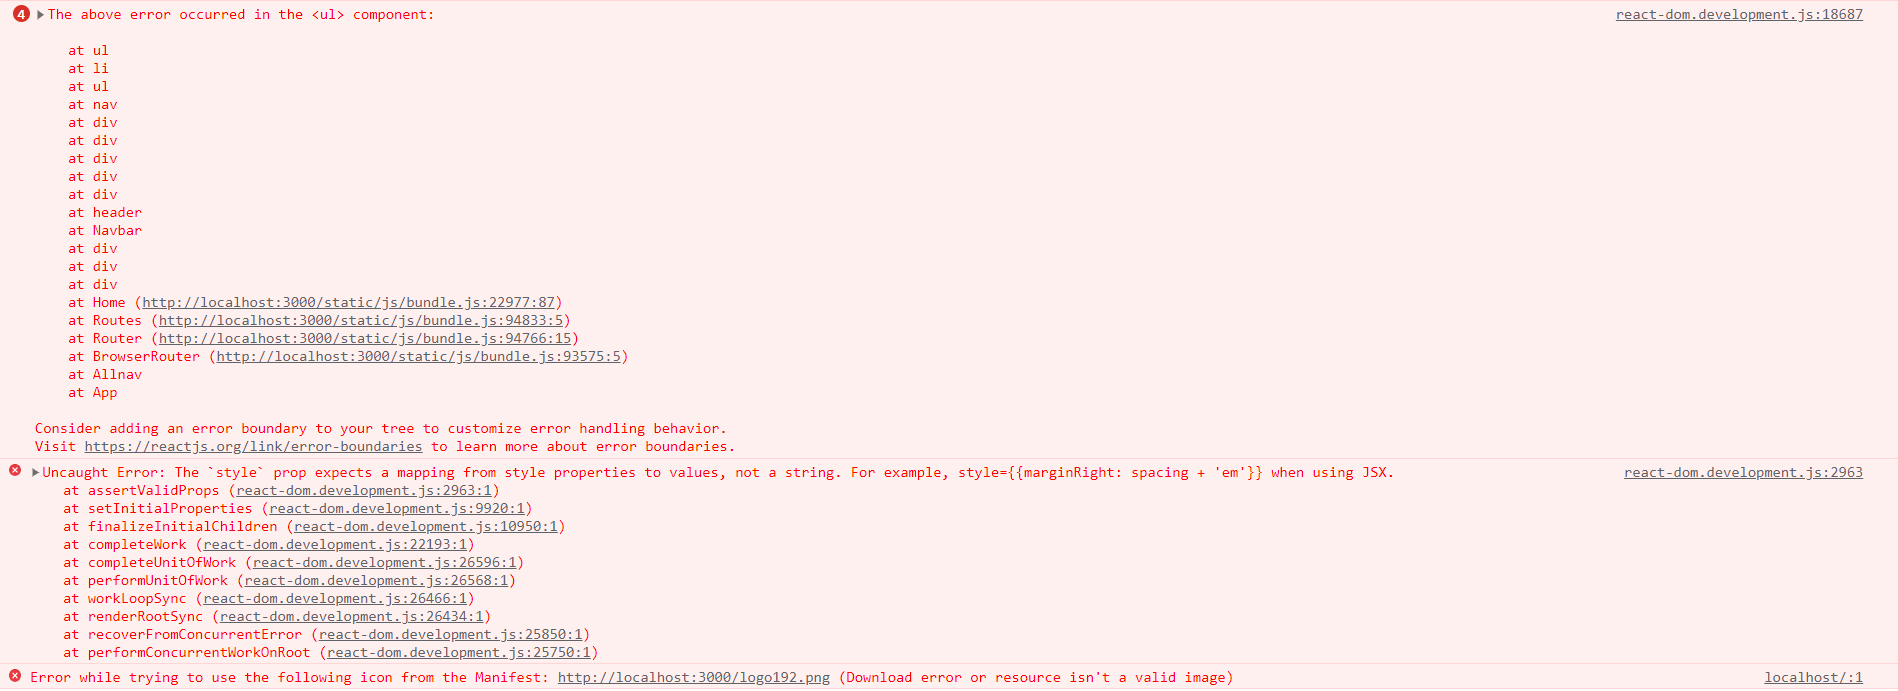 4 ▶The above error occurred in the <ul> component: react-dom.development.js:18687
at ul
at li
at ul
at nav
at div
at div
at div
at div
at div
at header
at Navbar
at div
at div
at div
at Home (http://localhost:3000/static/js/bundle.js:22977:87)
at Routes (http://localhost:3000/static/js/bundle.js:94833:5)
at Router (http://localhost:3000/static/js/bundle.js:94766:15)
at BrowserRouter (http://localhost:3000/static/js/bundle.js:93575:5)
at Allnav
at App
Consider adding an error boundary to your tree to customize error handling behavior.
Visit https://reactjs.org/link/error-boundaries to learn more about error boundaries.
▶Uncaught Error: The `style` prop expects a mapping from style properties to values, not a string. For example, style={{marginRight: spacing + 'em'}} when using JSX. react-dom.development.js:2963
at assertValidProps (react-dom.development.js:2963:1)
at setInitialProperties (react-dom.development.js:9920:1)
at finalizeInitialChildren (react-dom.development.js:10950:1)
at completeWork (react-dom.development.js:22193:1)
at completeUnitOfWork (react-dom.development.js:26596:1)
at performUnitOfWork (react-dom.development.js:26568:1)
at workLoopSync (react-dom.development.js:26466:1)
at renderRootSync (react-dom.development.js:26434:1)
at recoverFromConcurrentError (react-dom.development.js:25850:1)
at performConcurrentWorkOnRoot (react-dom.development.js:25750:1)
Error while trying to use the following icon from the Manifest: http://localhost:3000/logo192.png (Download error or resource isn't a valid image) localhost/:1